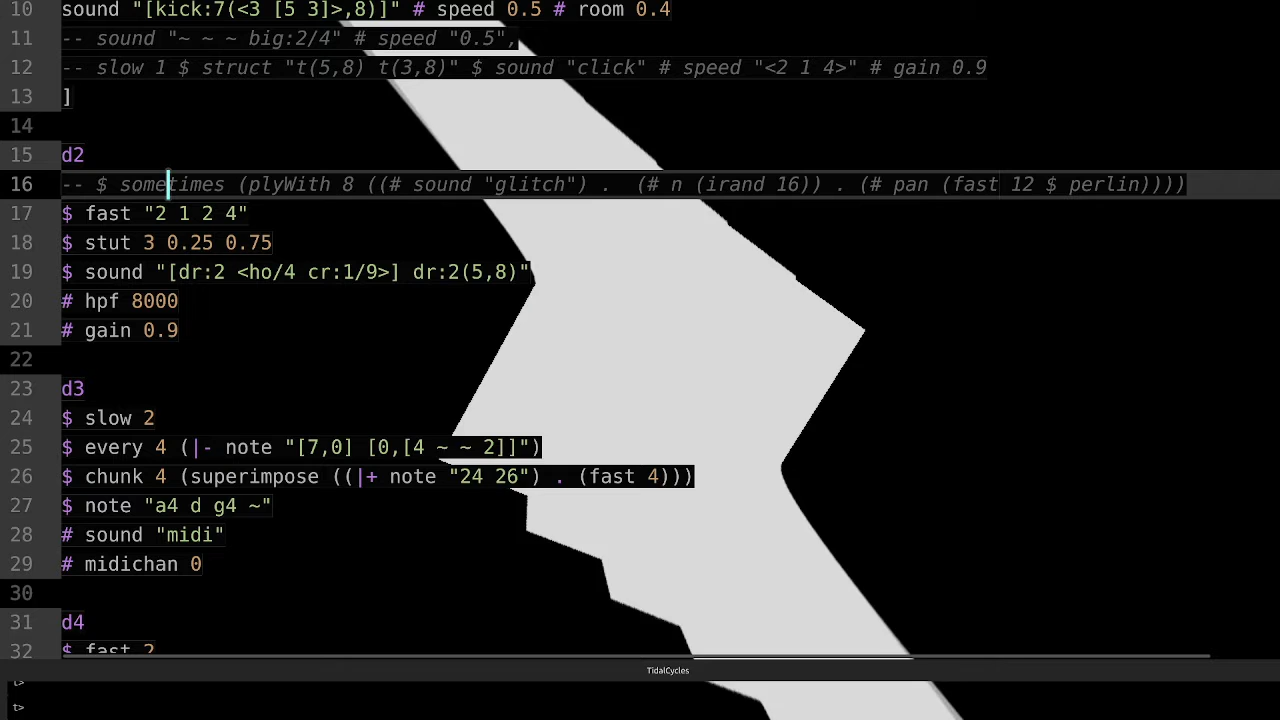 10 sound "[kick:7(<3 [5 3]>,8)]" # speed 0.5 # room 0.4
11 -- sound "~ ~ ~ big:2/4" # speed "0.5",
12 -- slow 1 $ struct "t(5,8) t(3,8)" $ sound "click" # speed "<2 1 4>" # gain 0.9
13 ]
14
15 d2
16 -- $ sometimes (plyWith 8 ((# sound "glitch") .  (# n (irand 16)) . (# pan (fast 12 $ perlin))))
17 $ fast "2 1 2 4"
18 $ stut 3 0.25 0.75
19 $ sound "[dr:2 <ho/4 cr:1/9>] dr:2(5,8)"
20 # hpf 8000
21 # gain 0.9
22
23 d3
24 $ slow 2
25 $ every 4 (|- note "[7,0] [0,[4 ~ ~ 2]]")
26 $ chunk 4 (superimpose ((|+ note "24 26") . (fast 4)))
27 $ note "a4 d g4 ~"
28 # sound "midi"
29 # midichan 0
30
31 d4
32 $ fast 2
TidalCycles
t>
t>